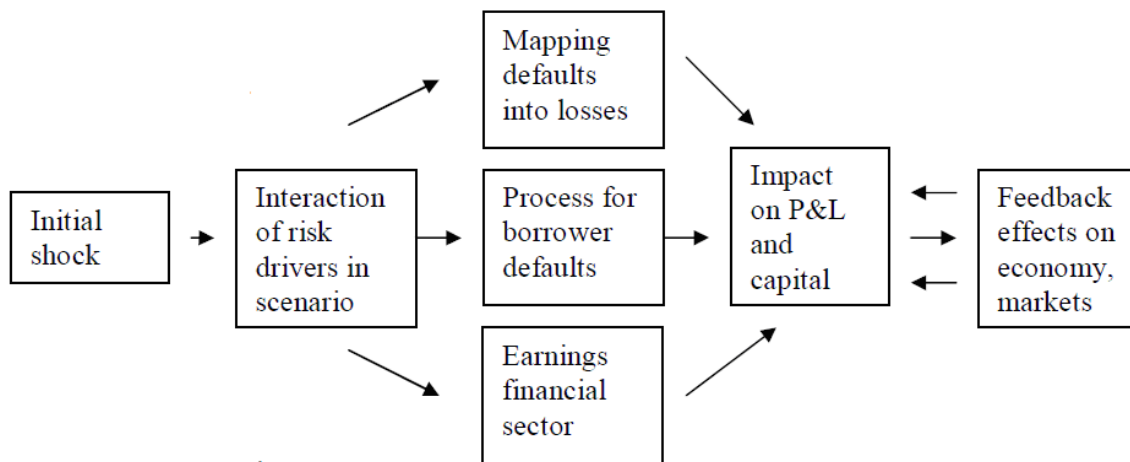 Initial
shock
Interaction
of risk
drivers in
scenario
Mapping
defaults
into losses
Process for
borrower
defaults
Earnings
financial
sector
Impact
on P&L
and
capital
Feedback
effects on
economy,
markets